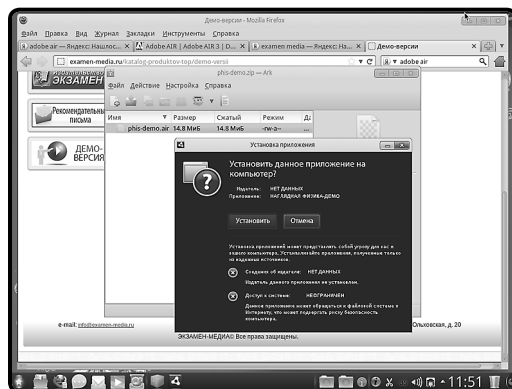 Демо-версии - Mozilla Firefox
Файл Правка Вид Журнал Закладки Инструменты Справка
adobe air — Яндекс: Нашлос...
Adobe AIR | Adobe AIR 3 | D...
examen media — Яндекс: На...
Демо-версии
examen-media.ru/katalog-produktov-top/demo-versii
adobe air
ЭКЗАМЕН
Рекомендательные
письма
ДЕМО-
ВЕРСИЯ
phis-demo.zip — Ark
Файл Действие Настройка Справка
Имя Размер Сжатый Режим
phis-demo.air 14.8 МиБ 14.8 МиБ -rw-a--
Установка приложения
Установить данное приложение на
компьютер?
Издатель: НЕТ ДАННЫХ
Приложение: НАГЛЯДНАЯ ФИЗИКА-ДЕМО
Установить Отмена
Установка приложений может представлять собой угрозу для вас и
вашего компьютера. Устанавливайте приложения, полученные только
из надежных источников.
Сведения об издателе: НЕТ ДАННЫХ
Издатель данного приложения не установлен.
Доступ к системе: НЕОГРАНИЧЕН
Данное приложение может обращаться к файловой системе и
Интернету, что может подвергать риску безопасность
компьютера.
e-mail: info@examen-media.ru
Ольховская, д. 20
ЭКЗАМЕН-МЕДИА© Все права защищены.
11:51